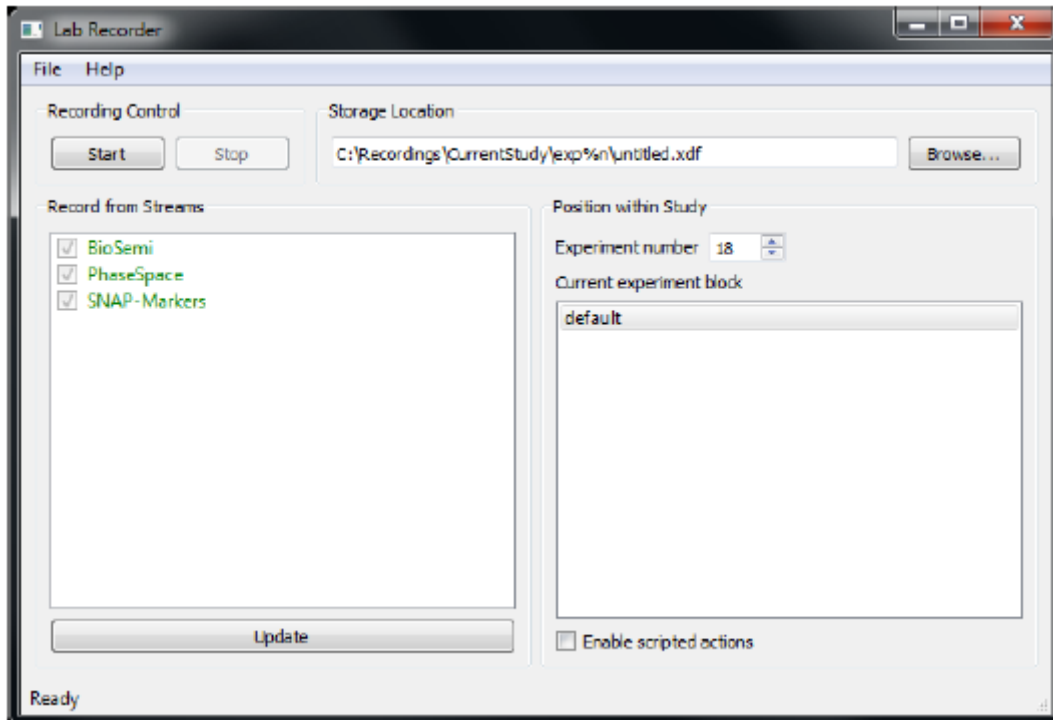 Lab Recorder
File Help
Recording Control
Start Stop
Storage Location
C:\Recordings\CurrentStudy\exp%n\untitled.xdf Browse...
Record from Streams
BioSemi
PhaseSpace
SNAP-Markers
Update
Position within Study
Experiment number 18
Current experiment block
default
Enable scripted actions
Ready